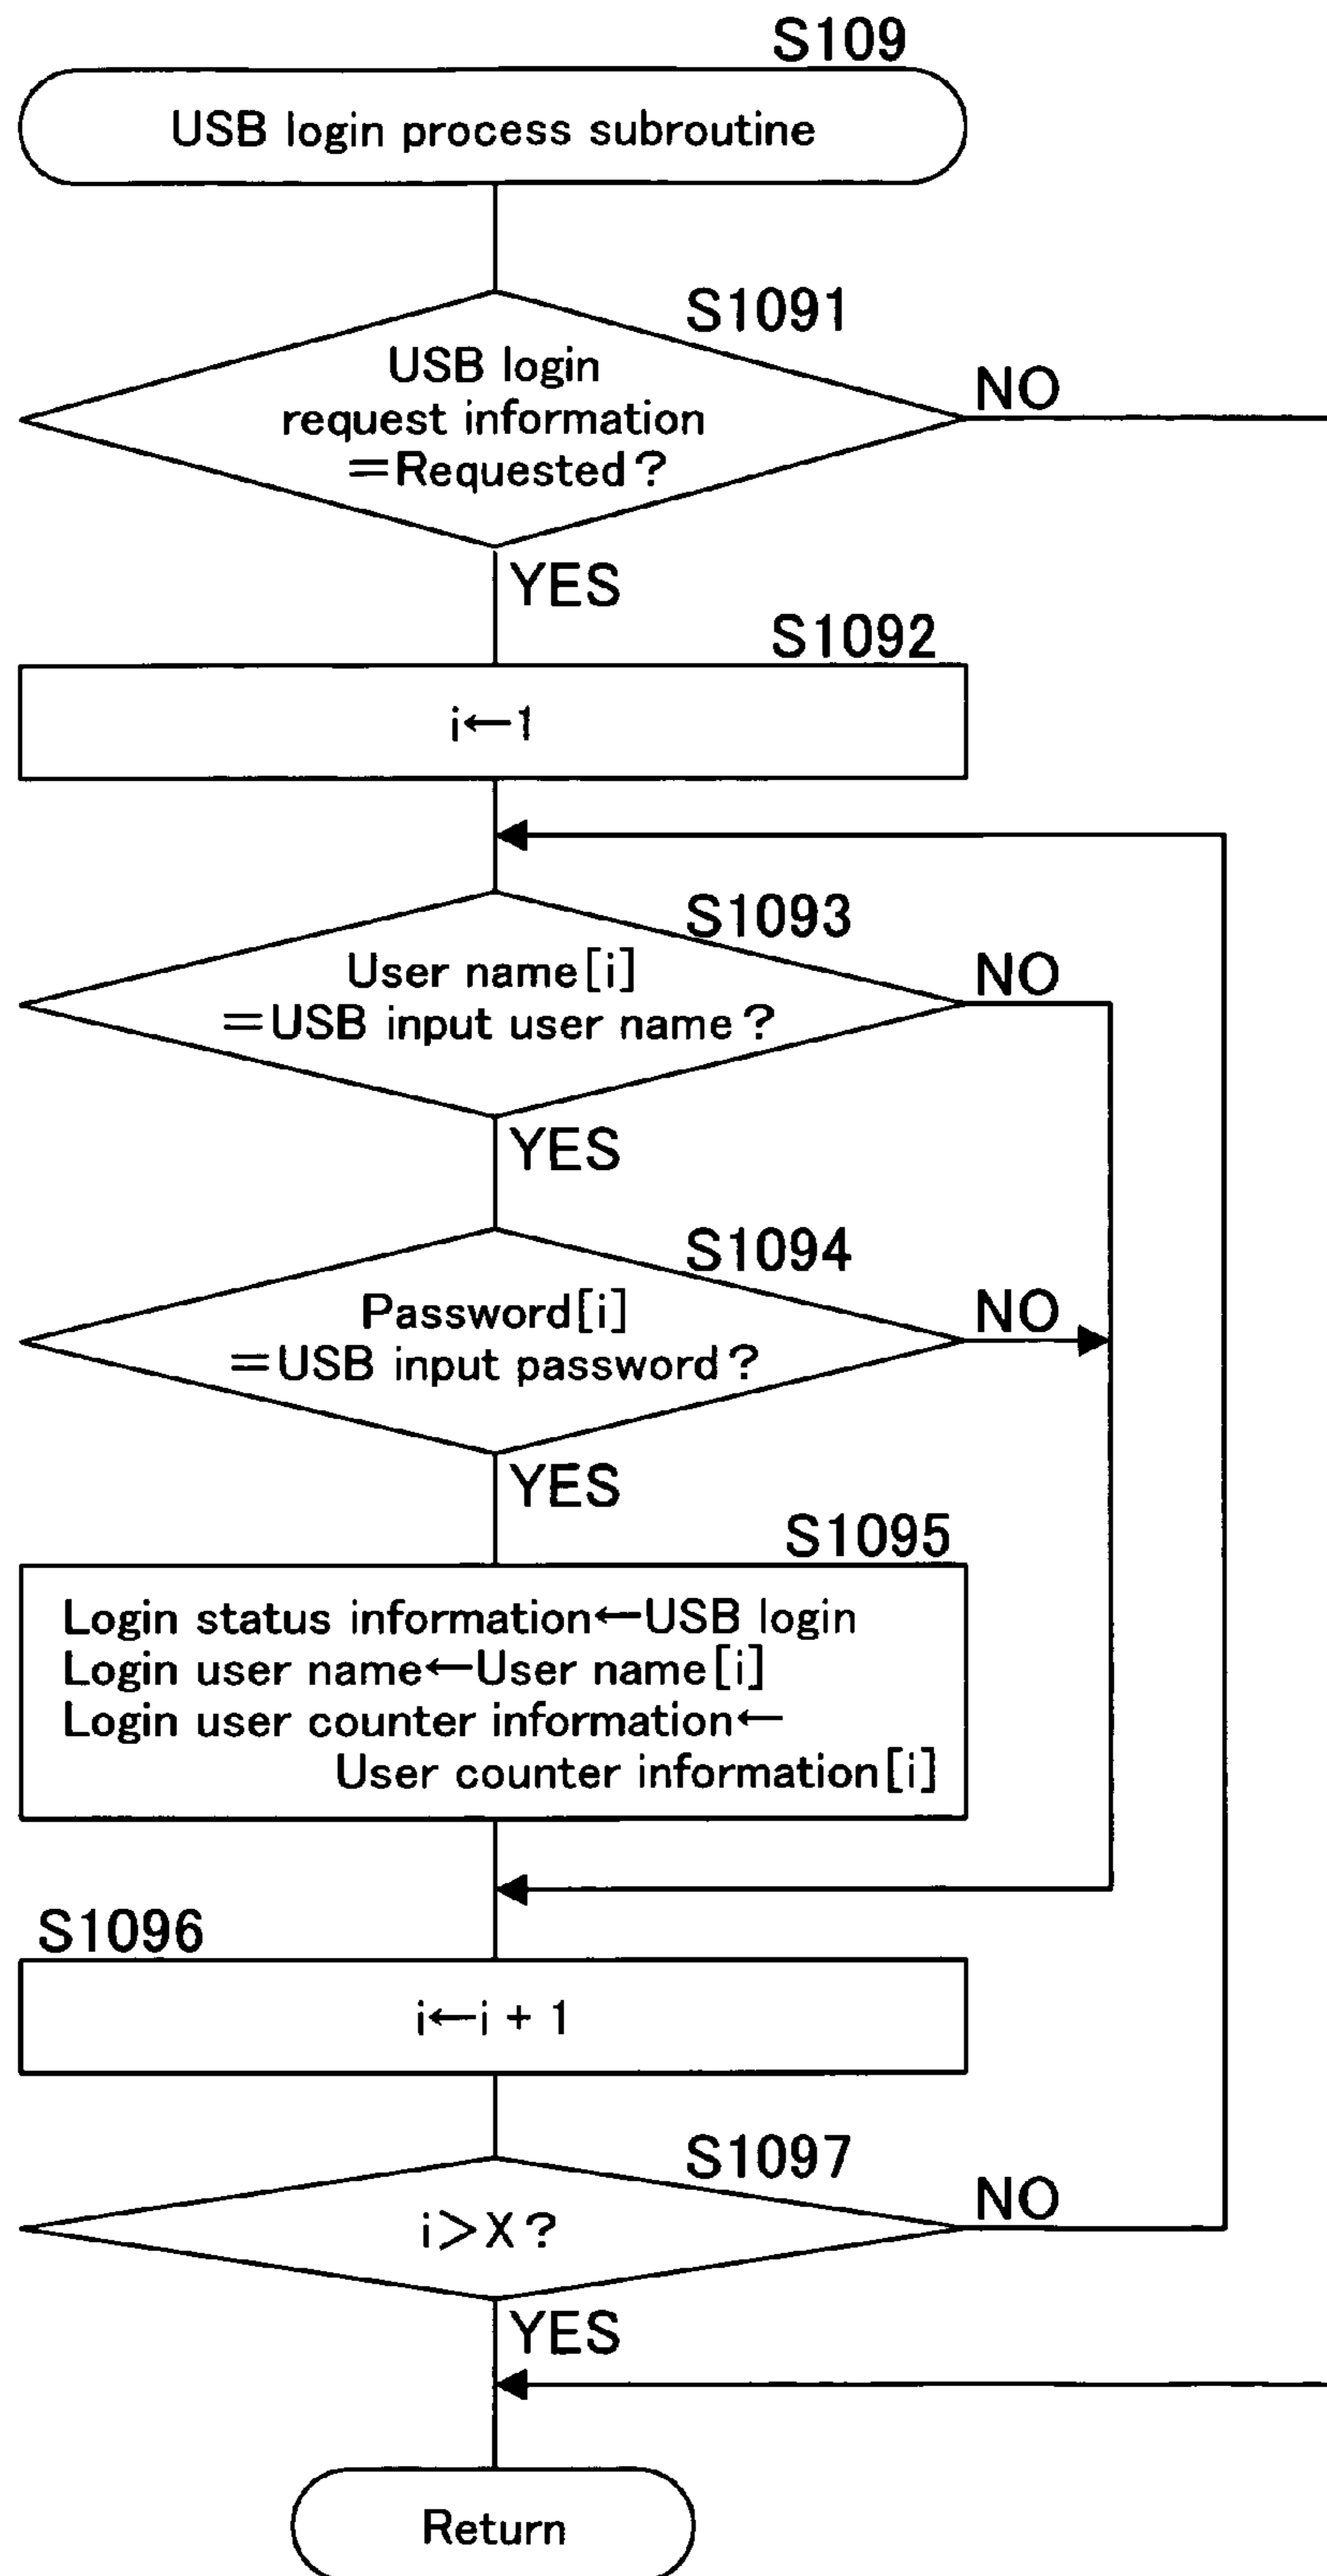 S109
USB login process subroutine
S1091
USB login
request information
=Requested?
NO
YES
S1092
i←1
S1093
User name[i]
=USB input user name?
NO
YES
S1094
Password[i]
=USB input password?
NO
YES
S1095
Login status information←USB login
Login user name←User name[i]
Login user counter information←
User counter information[i]
S1096
i←i + 1
S1097
i>X?
NO
YES
Return